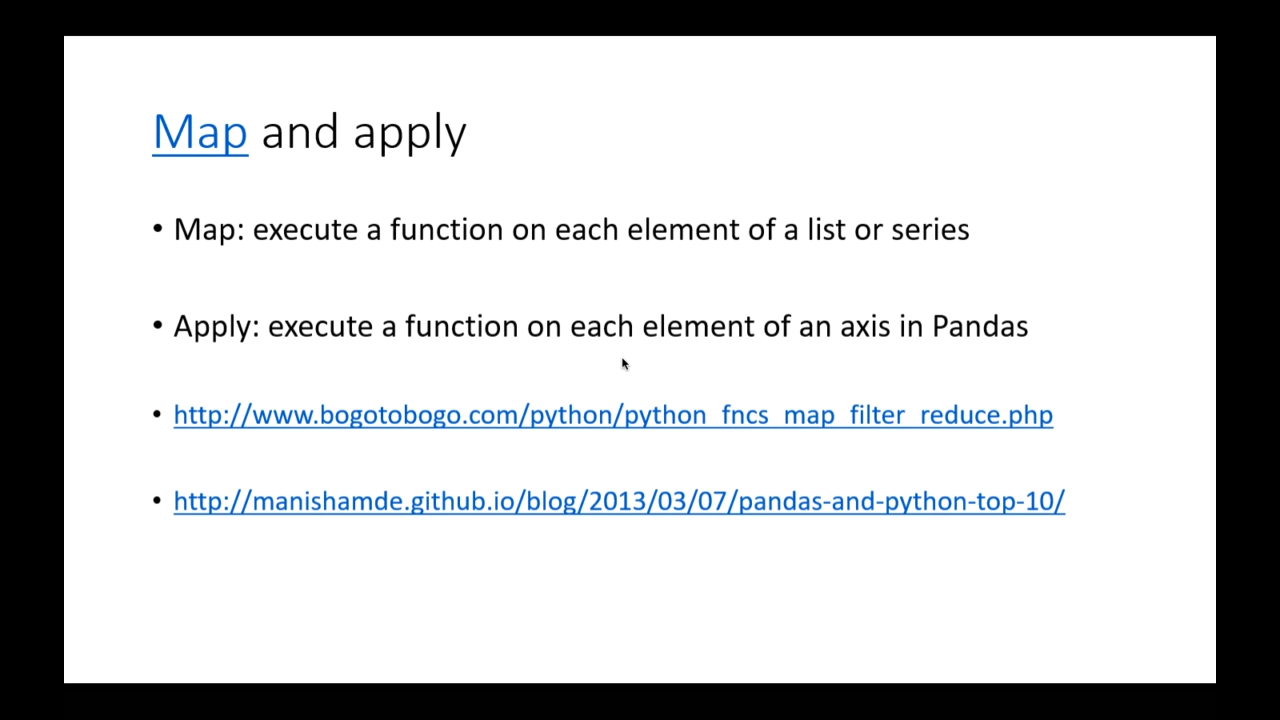 Map and apply
• Map: execute a function on each element of a list or series
• Apply: execute a function on each element of an axis in Pandas
• http://www.bogotobogo.com/python/python_fncs_map_filter_reduce.php
• http://manishamde.github.io/blog/2013/03/07/pandas-and-python-top-10/